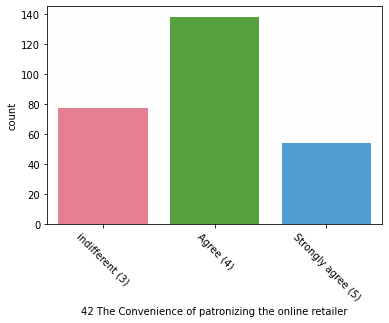 140
120
100
80
60
40
20
0
count
indifferent (3)
Agree (4)
Strongly agree (5)
42 The Convenience of patronizing the online retailer